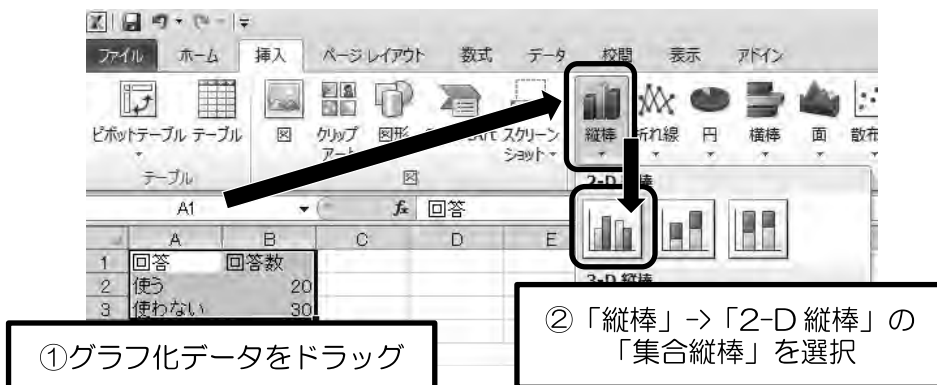 ファイル ホーム 挿入 ページ レイアウト 数式 データ 校閲 表示 アドイン
ピボットテーブル テーブル 図 クリップアート 図形 スクリーンショット 縦棒 折れ線 円 横棒 面 散布
テーブル 図
2-D 縦棒
A1 fx 回答
A B C D E
1 回答 回答数
2 使う 20
3 使わない 30
3-D 縦棒
①グラフ化データをドラッグ
②「縦棒」->「2-D 縦棒」の
「集合縦棒」を選択